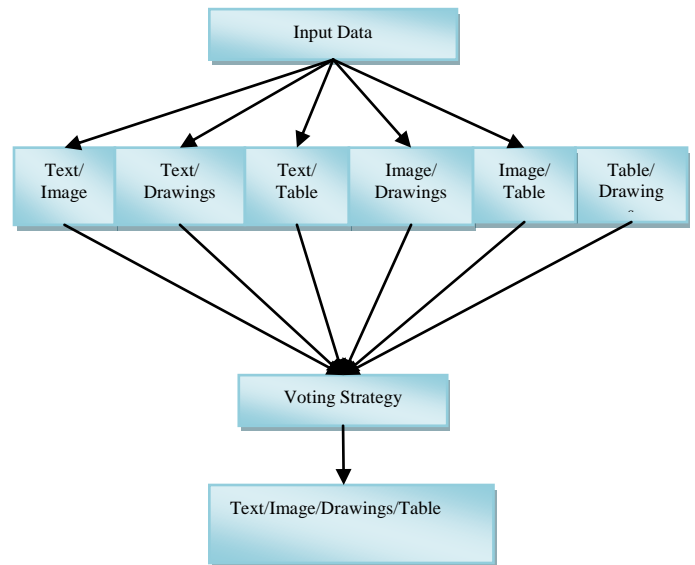 Input Data
Text/
Image
Text/
Drawings
Text/
Table
Image/
Drawings
Image/
Table
Table/
Drawing
Voting Strategy
Text/Image/Drawings/Table